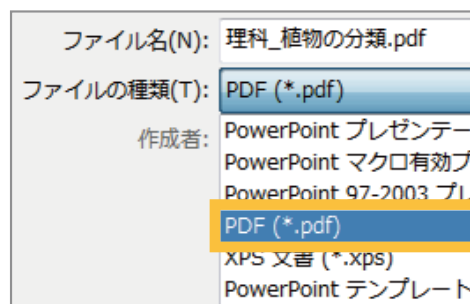 ファイル名(N): 理科_植物の分類.pdf
ファイルの種類(T): PDF (*.pdf)
作成者: PowerPoint プレゼンテー
PowerPoint マクロ有効プ
PowerPoint 97-2003 プレ
PDF (*.pdf)
XPS 文書 (*.xps)
PowerPoint テンプレート